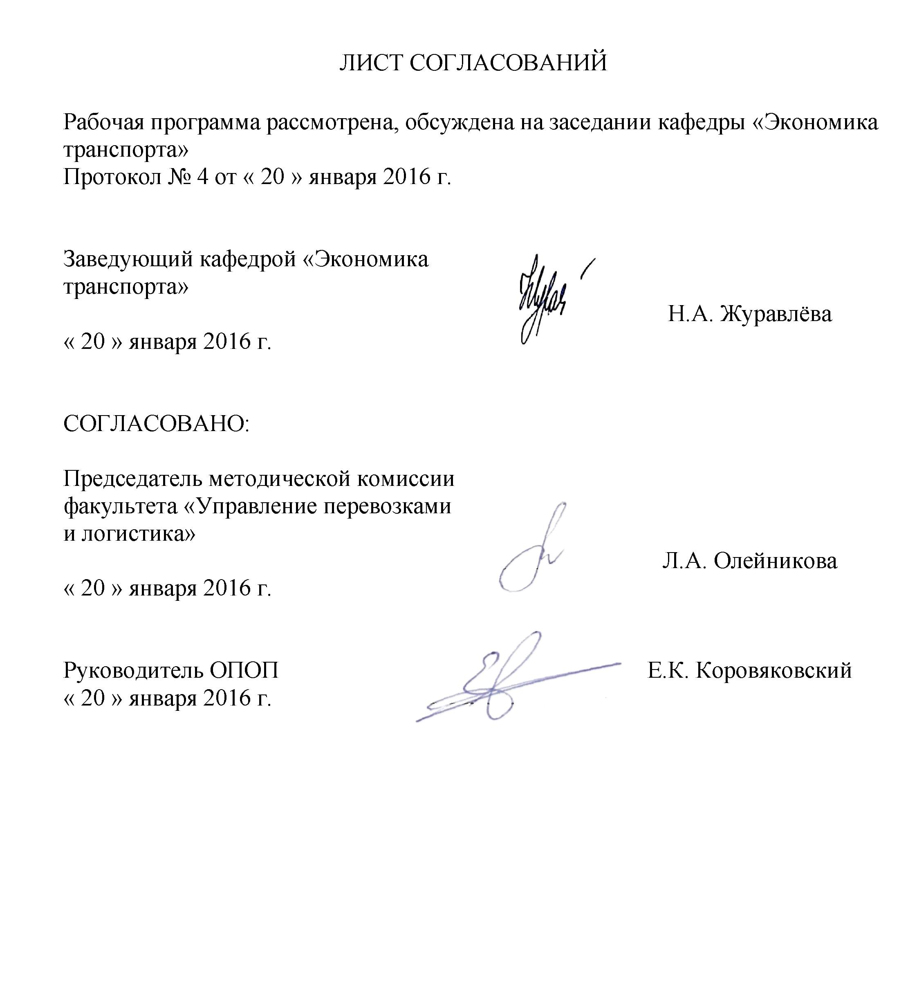 ЛИСТ СОГЛАСОВАНИЙ
Рабочая программа рассмотрена, обсуждена на заседании кафедры «Экономика
транспорта»
Протокол № 4 от « 20 » января 2016 г.
Заведующий кафедрой «Экономика
транспорта»
Н.А. Журавлёва
« 20 » января 2016 г.
СОГЛАСОВАНО:
Председатель методической комиссии
факультета «Управление перевозками
и логистика»
Л.А. Олейникова
« 20 » января 2016 г.
Руководитель ОПОП Е.К. Коровяковский
« 20 » января 2016 г.